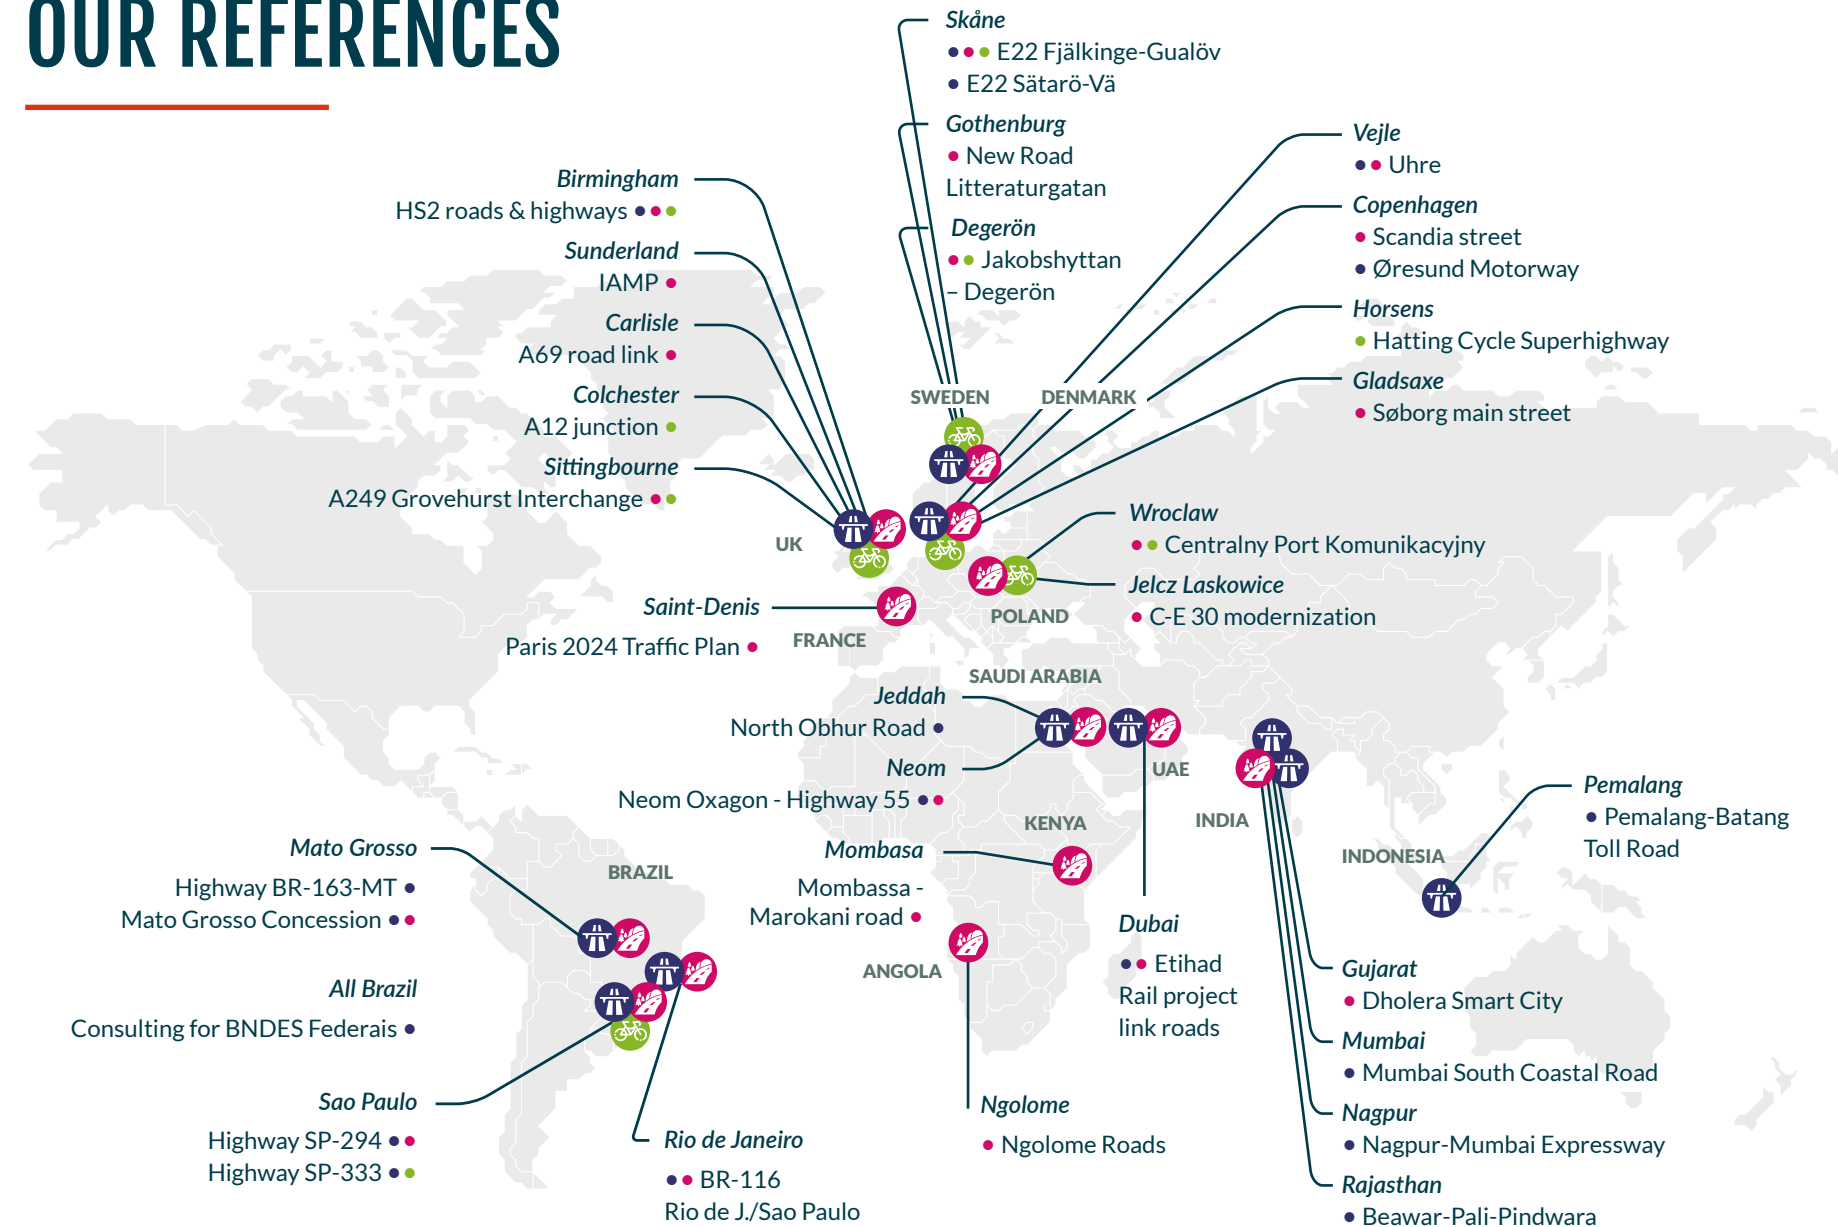 OUR REFERENCES
Skåne
E22 Fjälkinge-Gualöv
E22 Sätarö-Vä
Gothenburg
New Road
Litteraturgatan
Degerön
Jakobshyttan
– Degerön
Birmingham
HS2 roads & highways
Sunderland
IAMP
Carlisle
A69 road link
Colchester
A12 junction
Sittingbourne
A249 Grovehurst Interchange
Vejle
Uhre
Copenhagen
Scandia street
Øresund Motorway
Horsens
Hatting Cycle Superhighway
Gladsaxe
Søborg main street
SWEDEN
DENMARK
UK
Wroclaw
Centralny Port Komunikacyjny
Jelcz Laskowice
C-E 30 modernization
POLAND
Saint-Denis
Paris 2024 Traffic Plan
FRANCE
SAUDI ARABIA
Jeddah
North Obhur Road
Neom
Neom Oxagon - Highway 55
UAE
INDIA
KENYA
Mombasa
Mombassa -
Marokani road
ANGOLA
INDONESIA
Pemalang
Pemalang-Batang
Toll Road
BRAZIL
Mato Grosso
Highway BR-163-MT
Mato Grosso Concession
All Brazil
Consulting for BNDES Federais
Sao Paulo
Highway SP-294
Highway SP-333
Rio de Janeiro
BR-116
Rio de J./Sao Paulo
Ngolome
Ngolome Roads
Dubai
Etihad
Rail project
link roads
Gujarat
Dholera Smart City
Mumbai
Mumbai South Coastal Road
Nagpur
Nagpur-Mumbai Expressway
Rajasthan
Beawar-Pali-Pindwara